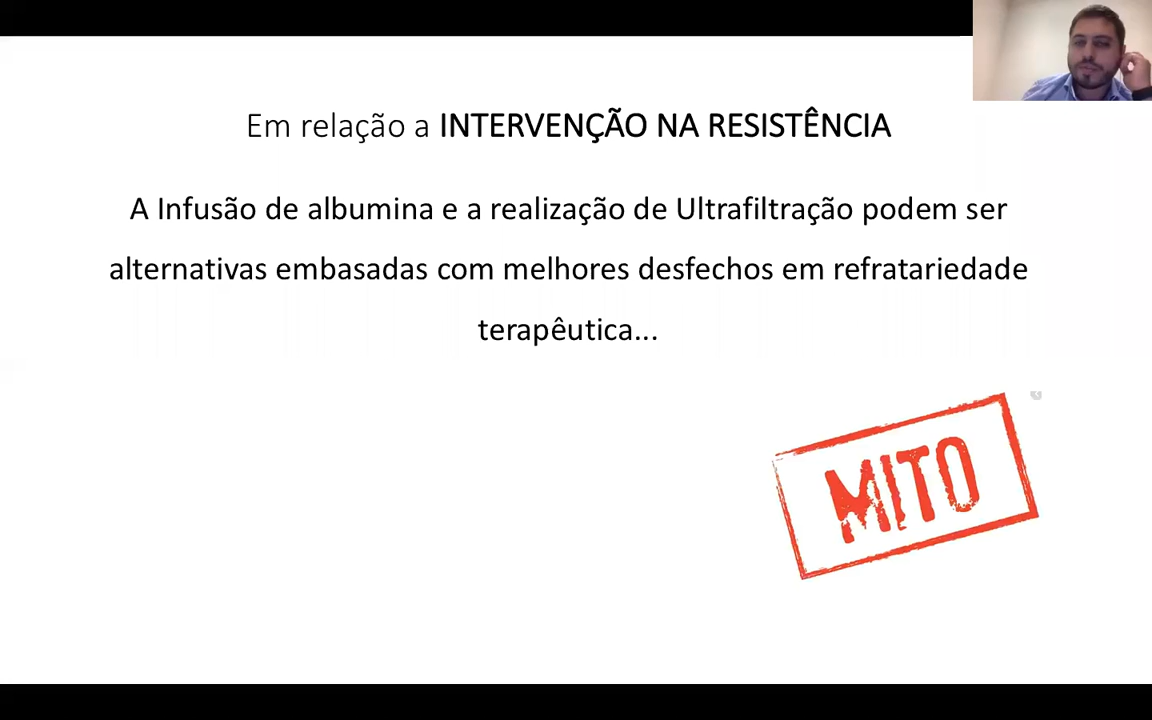 Em relação a INTERVENÇÃO NA RESISTÊNCIA
A Infusão de albumina e a realização de Ultrafiltração podem ser
alternativas embasadas com melhores desfechos em refratariedade
terapêutica...
MITO